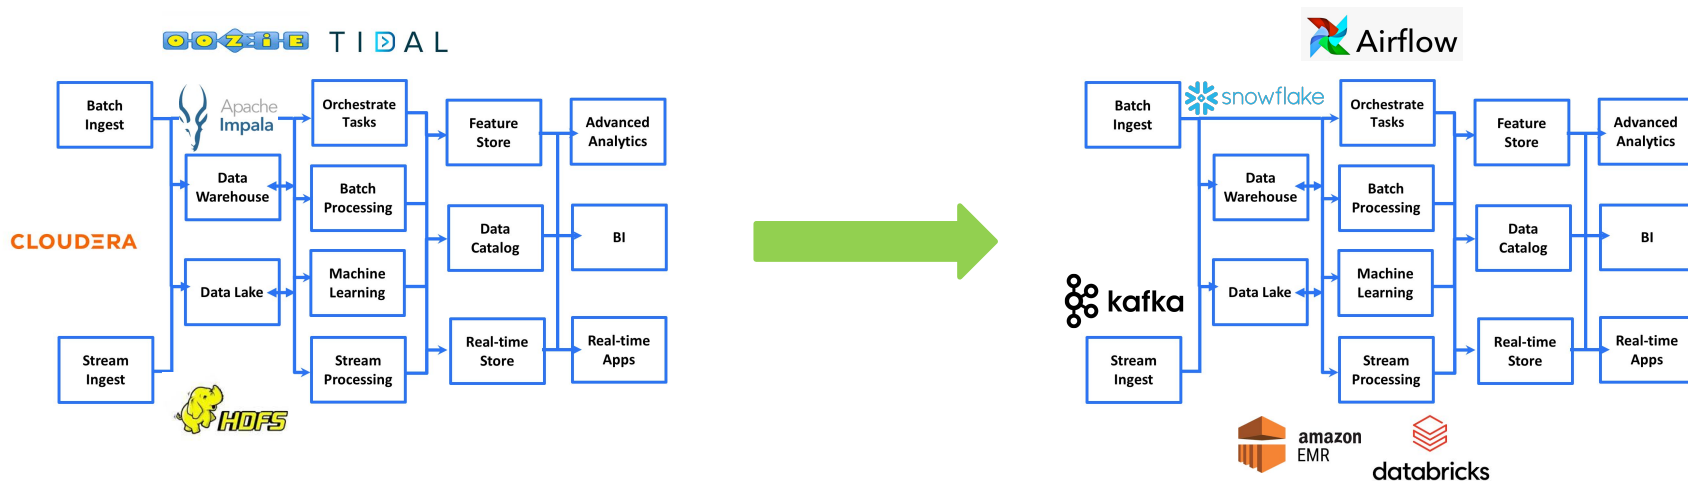 OOZiE
TIDAL
Batch
Ingest
Apache
Impala
Orchestrate
Tasks
Feature
Store
Advanced
Analytics
Data
Warehouse
Batch
Processing
CLOUDERA
Data
Catalog
BI
Data Lake
Machine
Learning
Stream
Ingest
Stream
Processing
Real-time
Store
Real-time
Apps
HDFS
Airflow
Batch
Ingest
snowflake
Orchestrate
Tasks
Feature
Store
Advanced
Analytics
Data
Warehouse
Batch
Processing
Data
Catalog
BI
kafka
Data Lake
Machine
Learning
Stream
Ingest
Stream
Processing
Real-time
Store
Real-time
Apps
amazon
EMR
databricks